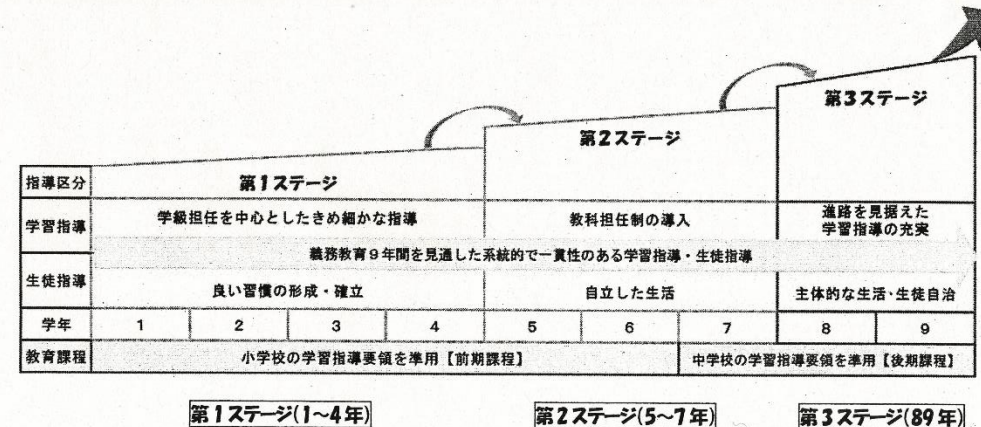 第3ステージ
第2ステージ
指導区分 第1ステージ
学習指導 学級担任を中心としたきめ細かな指導 教科担任制の導入 進路を見据えた
学習指導の充実
義務教育9年間を見通した系統的で一貫性のある学習指導・生徒指導
生徒指導 良い習慣の形成・確立 自立した生活 主体的な生活・生徒自治
学年 1 2 3 4 5 6 7 8 9
教育課程 小学校の学習指導要領を準用【前期課程】 中学校の学習指導要領を準用【後期課程】
第1ステージ(1~4年) 第2ステージ(5~7年) 第3ステージ(89年)